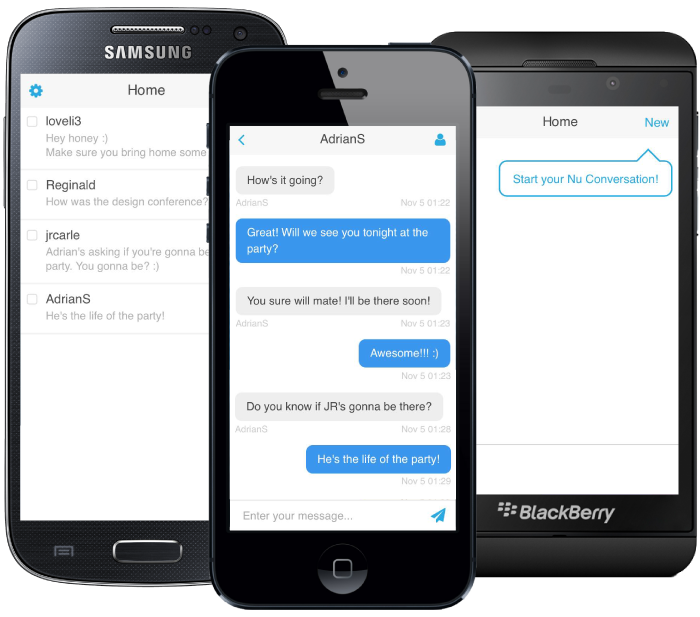 SAMSUNG
Home
loveli3
Hey honey :)
Make sure you bring home some
Reginald
How was the design conference?
jrcarle
Adrian's asking if you're gonna be
party. You gonna be? :)
AdrianS
He's the life of the party!
AdrianS
How's it going?
AdrianS
Nov 5 01:22
Great! Will we see you tonight at the
party?
Nov 5 01:22
You sure will mate! I'll be there soon!
AdrianS
Nov 5 01:23
Awesome!!! :)
Nov 5 01:23
Do you know if JR's gonna be there?
AdrianS
Nov 5 01:28
He's the life of the party!
Nov 5 01:29
Enter your message...
Home
New
Start your Nu Conversation!
BlackBerry